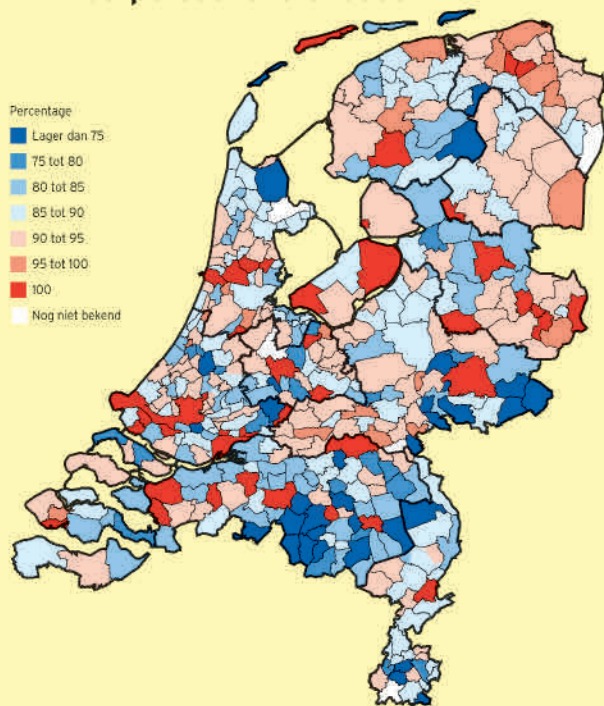 Percentage
Lager dan 75
75 tot 80
80 tot 85
85 tot 90
90 tot 95
95 tot 100
100
Nog niet bekend